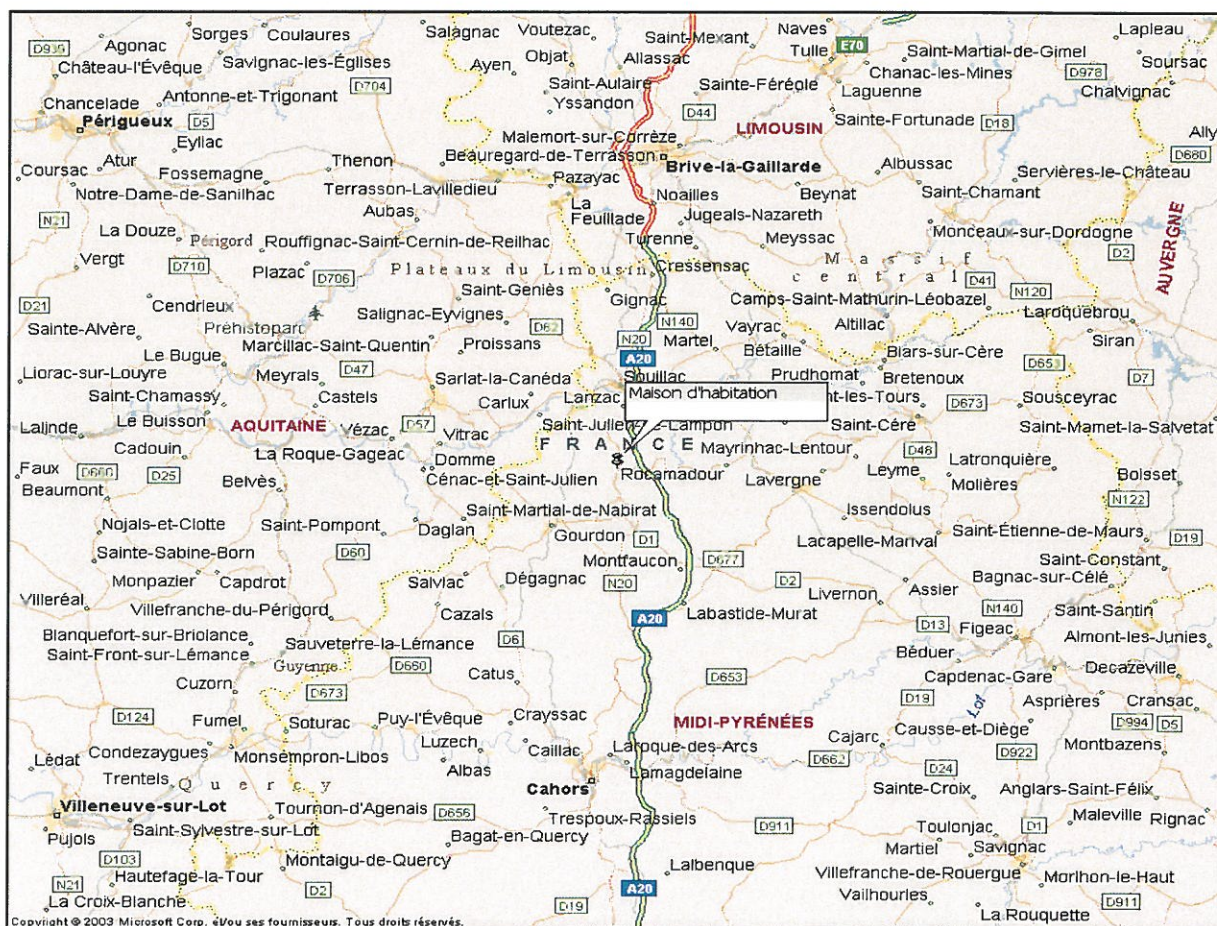 Sorges Coulaures Salagnac Voutezac Saint-Mexant Naves Lapleau
D939 Agonac Objat Allassac Tulle E70 Saint-Martial-de-Gimel
Château-l'Évêque Savignac-les-Églises Ayen Chanac-les-Mines Soursac
Antonne-et-Trigonant D704 Saint-Aulaire Sainte-Féréole Laguenne D978 Chalvignac
Chancelade Yssandon
Périgueux D5 D44 LIMOUSIN Sainte-Fortunade D18
Eyliac Malemort-sur-Corrèze Ally
Atur Thenon Beauregard-de-Terrasson Brive-la-Gaillarde Albussac D680
Coursac Fossemagne Pazayac Servières-le-Château
Notre-Dame-de-Sanilhac Terrasson-Lavilledieu Noailles Beynat Saint-Chamant
N21 Aubas La Feuillade Jugeals-Nazareth
La Douze Périgord Rouffignac-Saint-Cernin-de-Reilhac Turenne Meyssac Monceaux-sur-Dordogne
D2 AUVERGNE
Vergt D710 Plazac D706 Plateaux du Limousin Cressensac Massif central D41
Saint-Geniès
D21 Cendrieux Gignac Camps-Saint-Mathurin-Léobazel N120
Préhistoparc Salignac-Eyvignes D62 N140 Altillac Laroquebrou
Sainte-Alvère Marcillac-Saint-Quentin Proissans N20 Martel Vayrac Siran
Le Bugue A20 Bétaille Biars-sur-Cère D653
Liorac-sur-Louyre Meyrals D47 Sarlat-la-Canéda Souillac Prudhomat Bretenoux D7
Saint-Chamassy Castels Carlux Lanzac Maison d'habitation nt-les-Tours D673 Sousceyrac
Lalinde Le Buisson AQUITAINE Vézac D57 Vitrac Saint-Julien-de-Lampon Saint-Céré Saint-Mamet-la-Salvetat
Cadouin La Roque-Gageac FRANCE Mayrinhac-Lentour D48
Faux D660 D25 Domme Leyme Latronquière Boisset
Beaumont Belvès Cénac-et-Saint-Julien Rocamadour Lavergne Molières N122
Saint-Martial-de-Nabirat Issendolus
Nojals-et-Clotte Saint-Pompont Daglan Gourdon D1 Lacapelle-Marival Saint-Étienne-de-Maurs D19
Sainte-Sabine-Born D60 Montfaucon D677 Saint-Constant
Monpazier Capdrot Salviac Dégagnac N20 D2 Assier Bagnac-sur-Célé
Villeréal Livernon
Villefranche-du-Périgord Cazals A20 Labastide-Murat N140 Saint-Santin
D13 Figeac
Blanquefort-sur-Briolance Sauveterre-la-Lémance D6 Almont-les-Junies
Saint-Front-sur-Lémance Guyenne D660 Béduer
Catus D653 Capdenac-Gare Decazeville
Cuzorn D673 D19 Lot Asprières Cransac
D124 Fumel Soturac Puy-l'Évêque Crayssac MIDI-PYRÉNÉES Causse-et-Diège D994 D5
Condezaygues Luzech Caillac Laroque-des-Arcs Cajarc D922 Montbazens
Lédat Monsempron-Libos D662
Trentels Quercy Albas Lamagdelaine D24
Cahors Sainte-Croix Anglars-Saint-Félix
Villeneuve-sur-Lot Tournon-d'Agenais D656 Trespoux-Rassiels Maleville Rignac
Pujols Saint-Sylvestre-sur-Lot Bagat-en-Quercy D911 Toulonjac D1
D103 Montaigu-de-Quercy Lalbenque Martiel Savignac
N21 Hautefage-la-Tour D2 A20 Villefranche-de-Rouergue Morlhon-le-Haut
Vailhourles
La Croix-Blanche D19 La Rouquette D911
Copyright © 2003 Microsoft Corp. et/ou ses fournisseurs. Tous droits réservés.